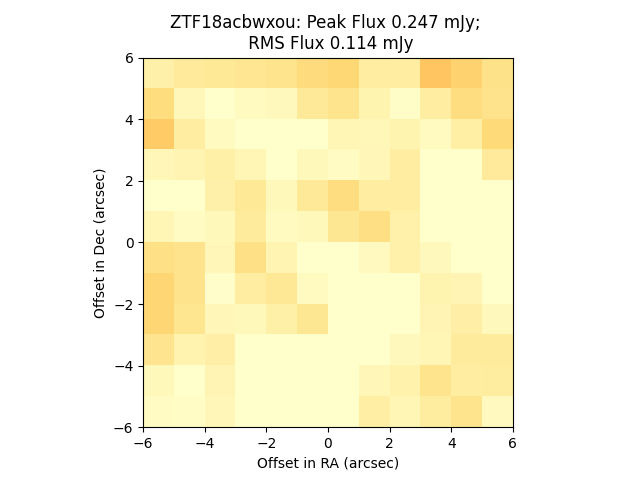 ZTF18acbwxou: Peak Flux 0.247 mJy;
RMS Flux 0.114 mJy
6
4
2
0
−2
−4
−6
Offset in Dec (arcsec)
−6 −4 −2 0 2 4 6
Offset in RA (arcsec)